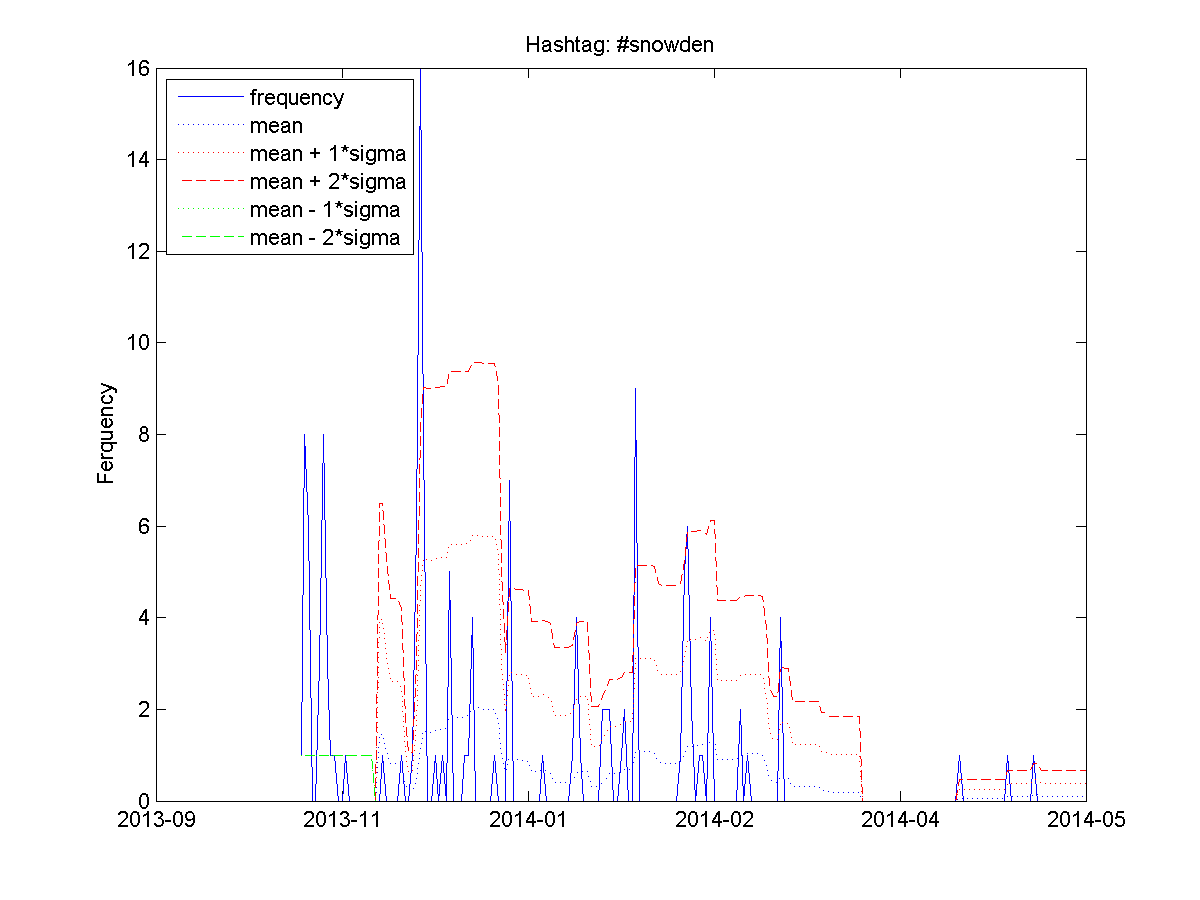 Hashtag: #snowden
16
14
12
10
8
6
4
2
0
Ferquency
frequency
mean
mean + 1*sigma
mean + 2*sigma
mean - 1*sigma
mean - 2*sigma
2013-09
2013-11
2014-01
2014-02
2014-04
2014-05